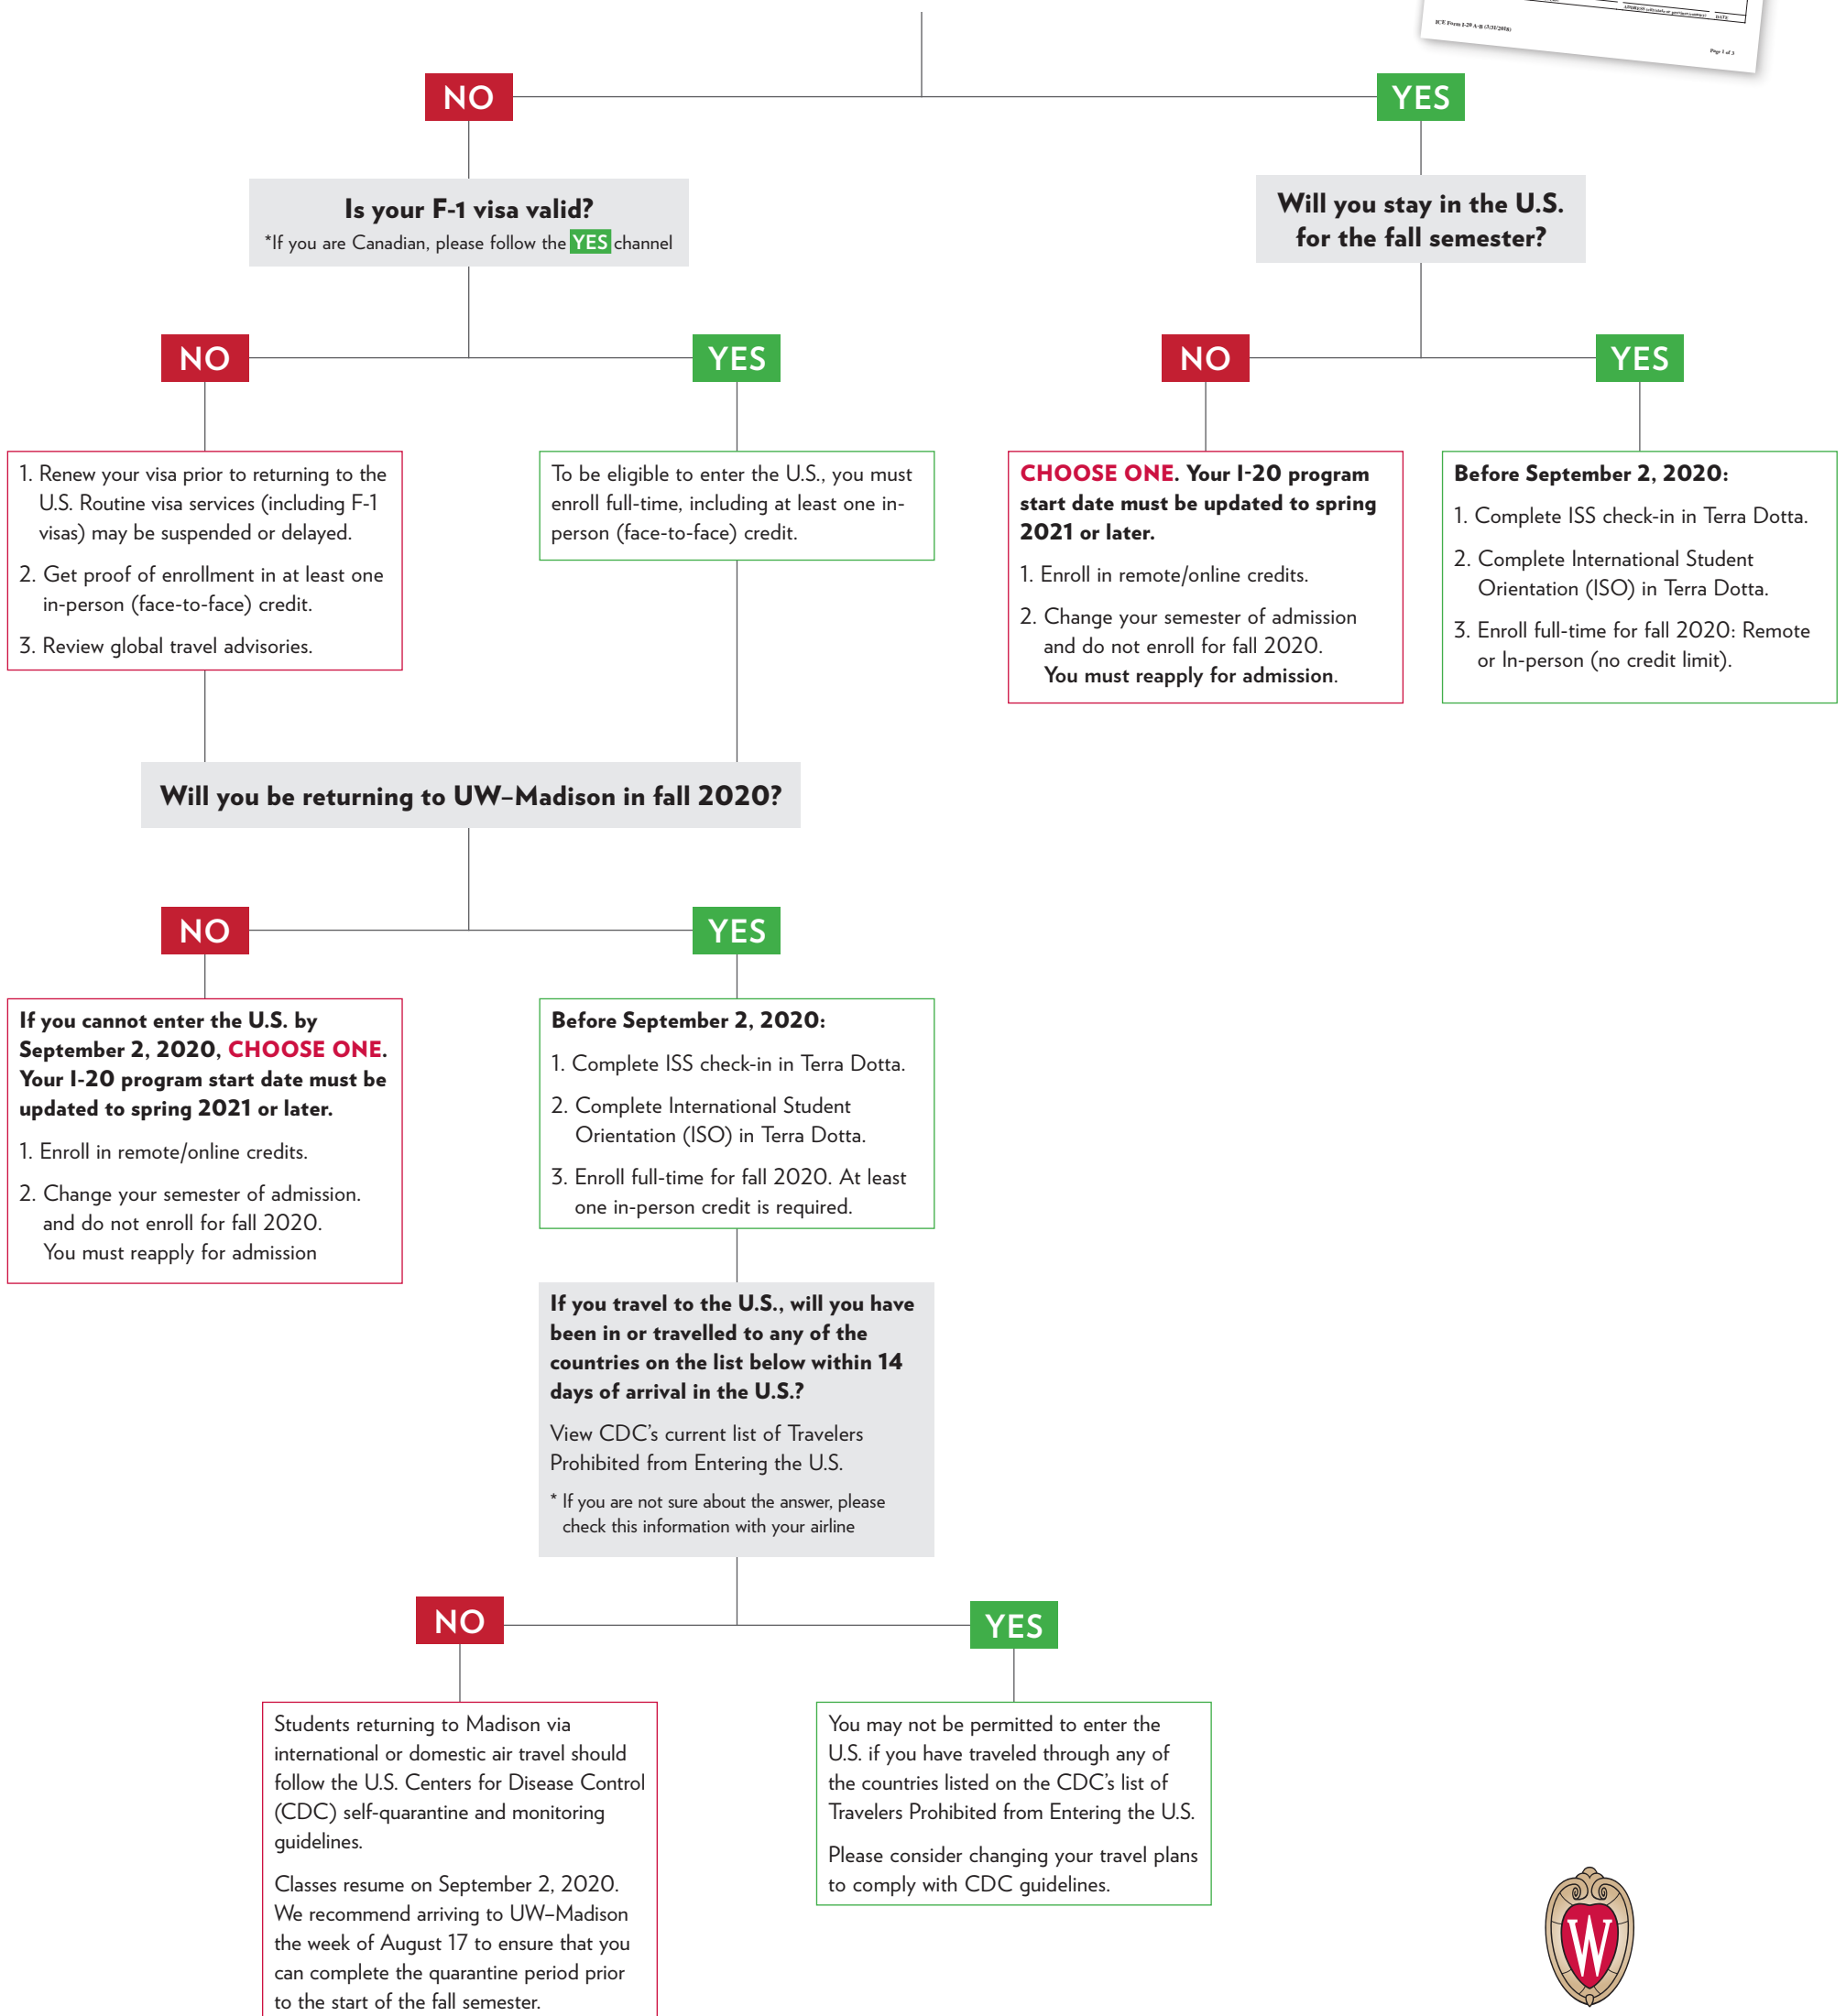 ICE Form I-20 A-B (3/31/2018)
Page 1 of 3
NO
YES
Is your F-1 visa valid?
*If you are Canadian, please follow the YES channel
Will you stay in the U.S.
for the fall semester?
NO
YES
NO
YES
1. Renew your visa prior to returning to the
U.S. Routine visa services (including F-1
visas) may be suspended or delayed.
2. Get proof of enrollment in at least one
in-person (face-to-face) credit.
3. Review global travel advisories.
To be eligible to enter the U.S., you must
enroll full-time, including at least one in-
person (face-to-face) credit.
CHOOSE ONE. Your I-20 program
start date must be updated to spring
2021 or later.
1. Enroll in remote/online credits.
2. Change your semester of admission
and do not enroll for fall 2020.
You must reapply for admission.
Before September 2, 2020:
1. Complete ISS check-in in Terra Dotta.
2. Complete International Student
Orientation (ISO) in Terra Dotta.
3. Enroll full-time for fall 2020: Remote
or In-person (no credit limit).
Will you be returning to UW–Madison in fall 2020?
NO
YES
If you cannot enter the U.S. by
September 2, 2020, CHOOSE ONE.
Your I-20 program start date must be
updated to spring 2021 or later.
1. Enroll in remote/online credits.
2. Change your semester of admission.
and do not enroll for fall 2020.
You must reapply for admission
Before September 2, 2020:
1. Complete ISS check-in in Terra Dotta.
2. Complete International Student
Orientation (ISO) in Terra Dotta.
3. Enroll full-time for fall 2020. At least
one in-person credit is required.
If you travel to the U.S., will you have
been in or travelled to any of the
countries on the list below within 14
days of arrival in the U.S.?
View CDC's current list of Travelers
Prohibited from Entering the U.S.
* If you are not sure about the answer, please
check this information with your airline
NO
YES
Students returning to Madison via
international or domestic air travel should
follow the U.S. Centers for Disease Control
(CDC) self-quarantine and monitoring
guidelines.
Classes resume on September 2, 2020.
We recommend arriving to UW–Madison
the week of August 17 to ensure that you
can complete the quarantine period prior
to the start of the fall semester.
You may not be permitted to enter the
U.S. if you have traveled through any of
the countries listed on the CDC's list of
Travelers Prohibited from Entering the U.S.
Please consider changing your travel plans
to comply with CDC guidelines.
W